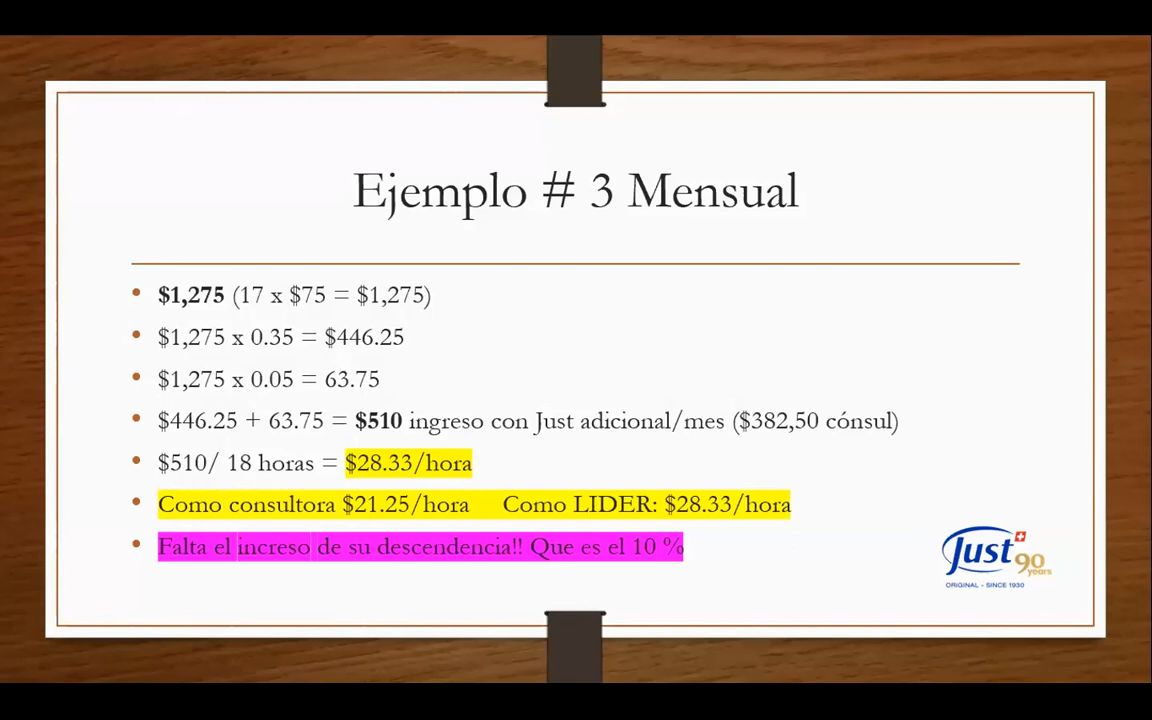 Ejemplo # 3 Mensual
$1,275 (17 x $75 = $1,275)
$1,275 x 0.35 = $446.25
$1,275 x 0.05 = 63.75
$446.25 + 63.75 = $510 ingreso con Just adicional/mes ($382,50 cónsul)
$510/ 18 horas = $28.33/hora
Como consultora $21.25/hora Como LIDER: $28.33/hora
Falta el increso de su descendencia!! Que es el 10 %
Just
90
years
ORIGINAL - SINCE 1930